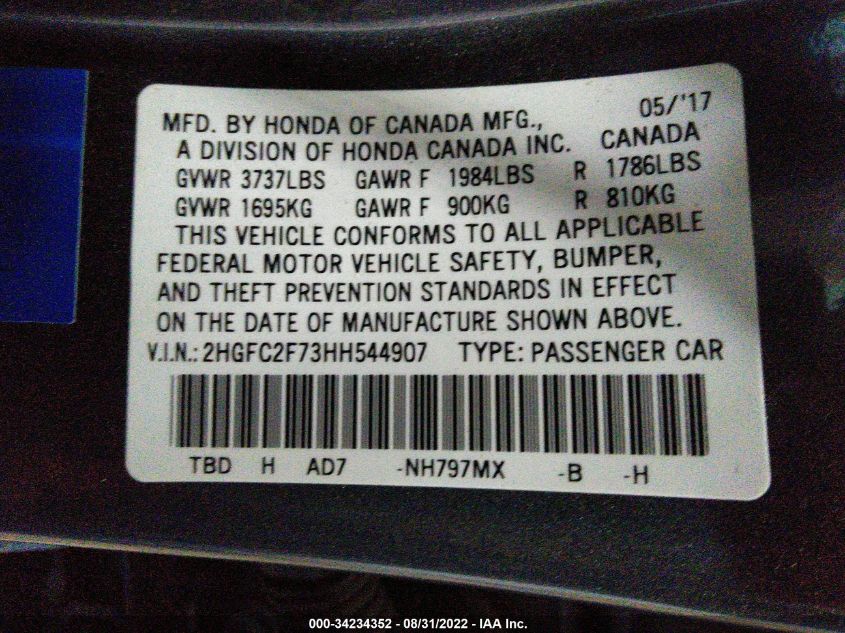 05/'17
MFD. BY HONDA OF CANADA MFG.,
A DIVISION OF HONDA CANADA INC. CANADA
GVWR 3737LBS GAWR F 1984LBS R 1786LBS
GVWR 1695KG GAWR F 900KG R 810KG
THIS VEHICLE CONFORMS TO ALL APPLICABLE
FEDERAL MOTOR VEHICLE SAFETY, BUMPER,
AND THEFT PREVENTION STANDARDS IN EFFECT
ON THE DATE OF MANUFACTURE SHOWN ABOVE.
V.I.N.: 2HGFC2F73HH544907 TYPE: PASSENGER CAR
TBD H AD7 -NH797MX -B -H
000-34234352 - 08/31/2022 - IAA Inc.